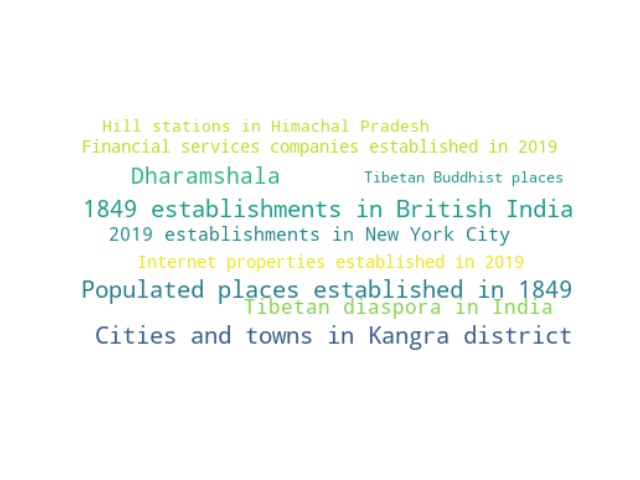 Hill stations in Himachal Pradesh
Financial services companies established in 2019
Dharamshala
Tibetan Buddhist places
1849 establishments in British India
2019 establishments in New York City
Internet properties established in 2019
Populated places established in 1849
Tibetan diaspora in India
Cities and towns in Kangra district